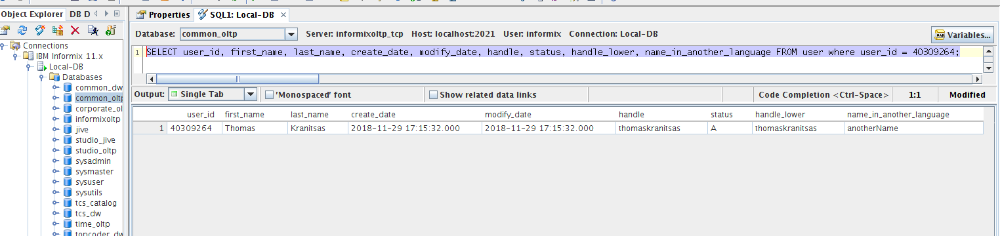 Object Explorer
DB D
Connections
IBM Informix 11.x
Local-DB
Databases
common_dw
common_oltp
corporate_ol
informixoltp
jive
studio_jive
studio_oltp
sysadmin
sysmaster
sysuser
sysutils
tcs_catalog
tcs_dw
time_oltp
topcoder_dw
Properties
SQL1: Local-DB
Database: common_oltp Server: informixoltp_tcp Host: localhost:2021 User: informix Connection: Local-DB
VAR Variables...
1 SELECT user_id, first_name, last_name, create_date, modify_date, handle, status, handle_lower, name_in_another_language FROM user where user_id = 40309264;
Output: Single Tab 'Monospaced' font Show related data links Code Completion <Ctrl-Space> 1:1 Modified
user_id first_name last_name create_date modify_date handle status handle_lower name_in_another_language
1 40309264 Thomas Kranitsas 2018-11-29 17:15:32.000 2018-11-29 17:15:32.000 thomaskranitsas A thomaskranitsas anotherName